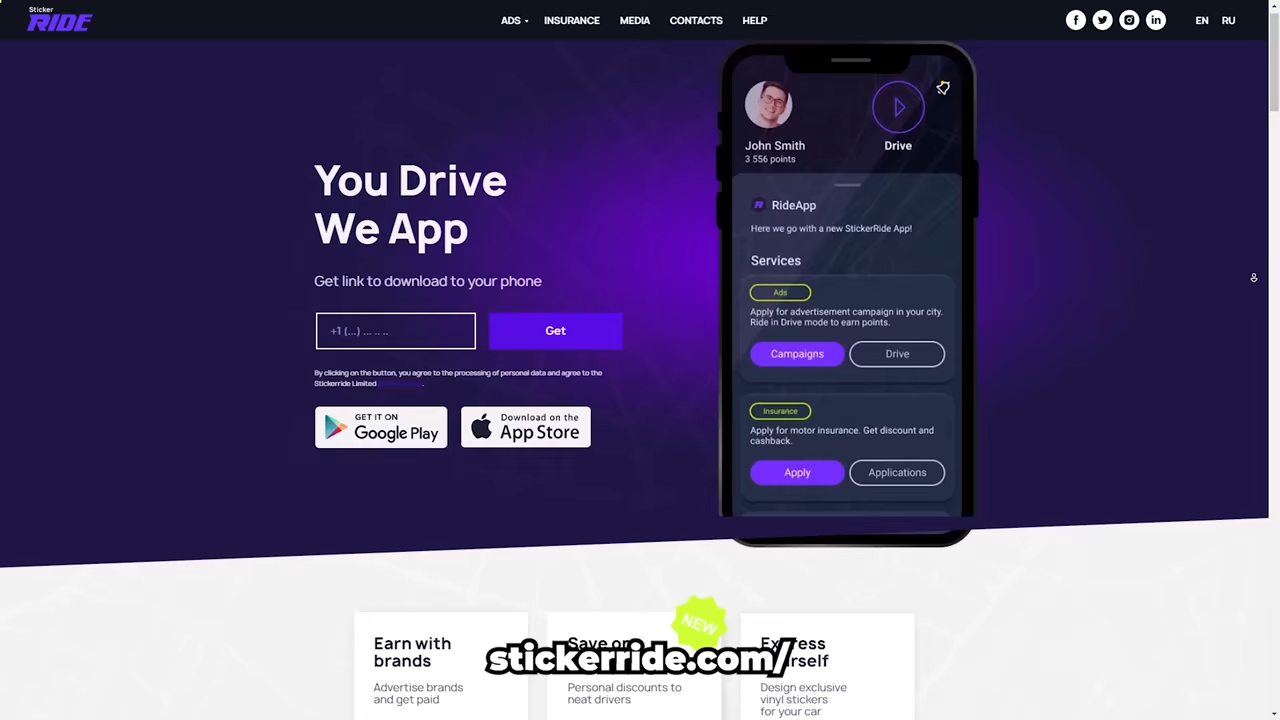 Sticker
RIDE
ADS
INSURANCE
MEDIA
CONTACTS
HELP
f
in
EN
RU
You Drive
We App
Get link to download to your phone
+1 (...) ... .. ..
Get
By clicking on the button, you agree to the processing of personal data and agree to the
Stickerride Limited
GET IT ON
Google Play
Download on the
App Store
John Smith
3 556 points
Drive
RideApp
Here we go with a new StickerRide App!
Services
Ads
Apply for advertisement campaign in your city.
Ride in Drive mode to earn points.
Campaigns
Drive
Insurance
Apply for motor insurance. Get discount and
cashback.
Apply
Applications
Earn with
brands
Advertise brands
and get paid
NEW
Save on
Personal discounts to
neat drivers
Express
Yourself
Design exclusive
vinyl stickers
for your car
stickerride.com/